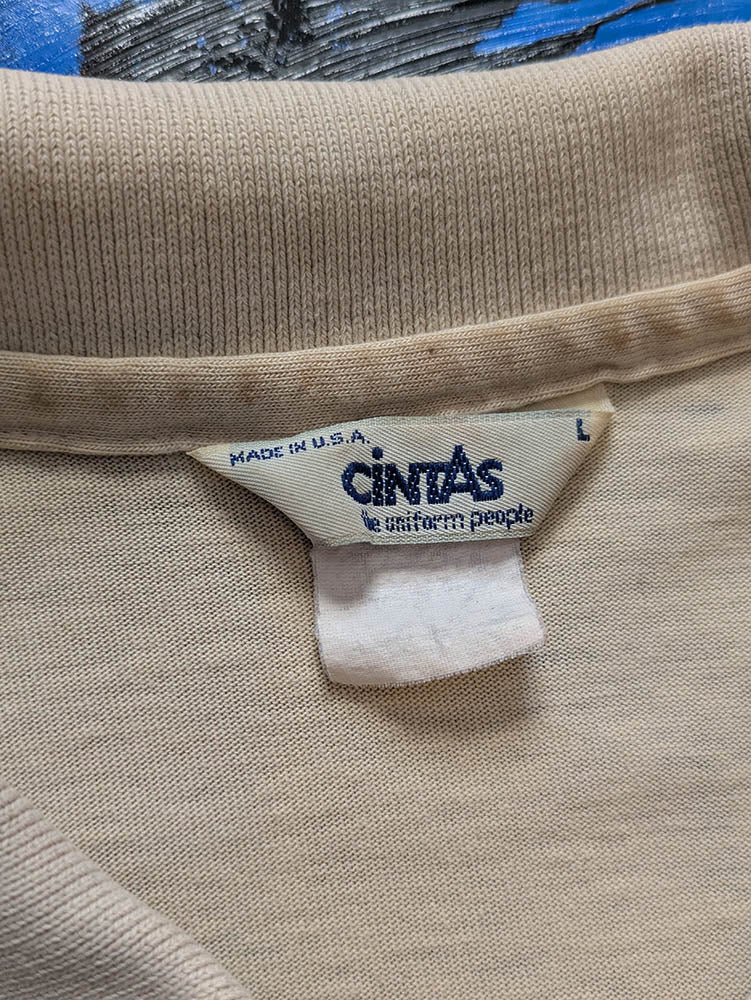 MADE IN U.S.A.
L
CiNTAS
the uniform people